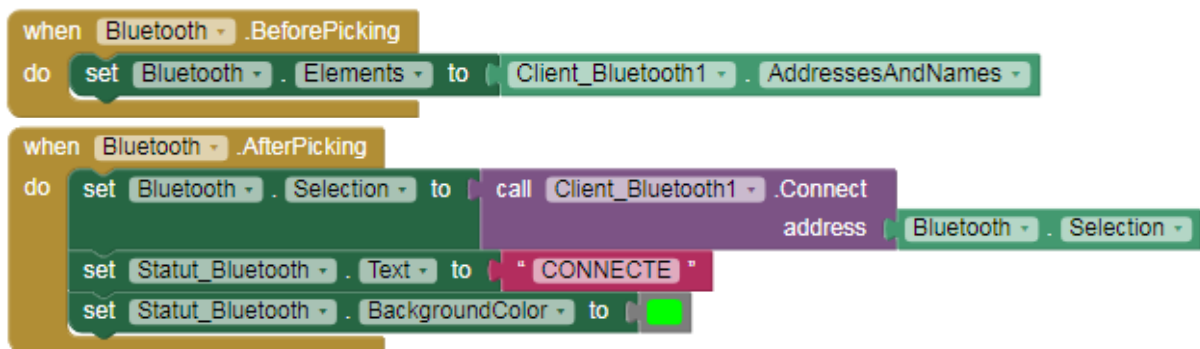 when Bluetooth .BeforePicking
do set Bluetooth . Elements to Client_Bluetooth1 . AddressesAndNames
when Bluetooth .AfterPicking
do set Bluetooth . Selection to call Client_Bluetooth1 .Connect
address Bluetooth . Selection
set Statut_Bluetooth . Text to " CONNECTE "
set Statut_Bluetooth . BackgroundColor to